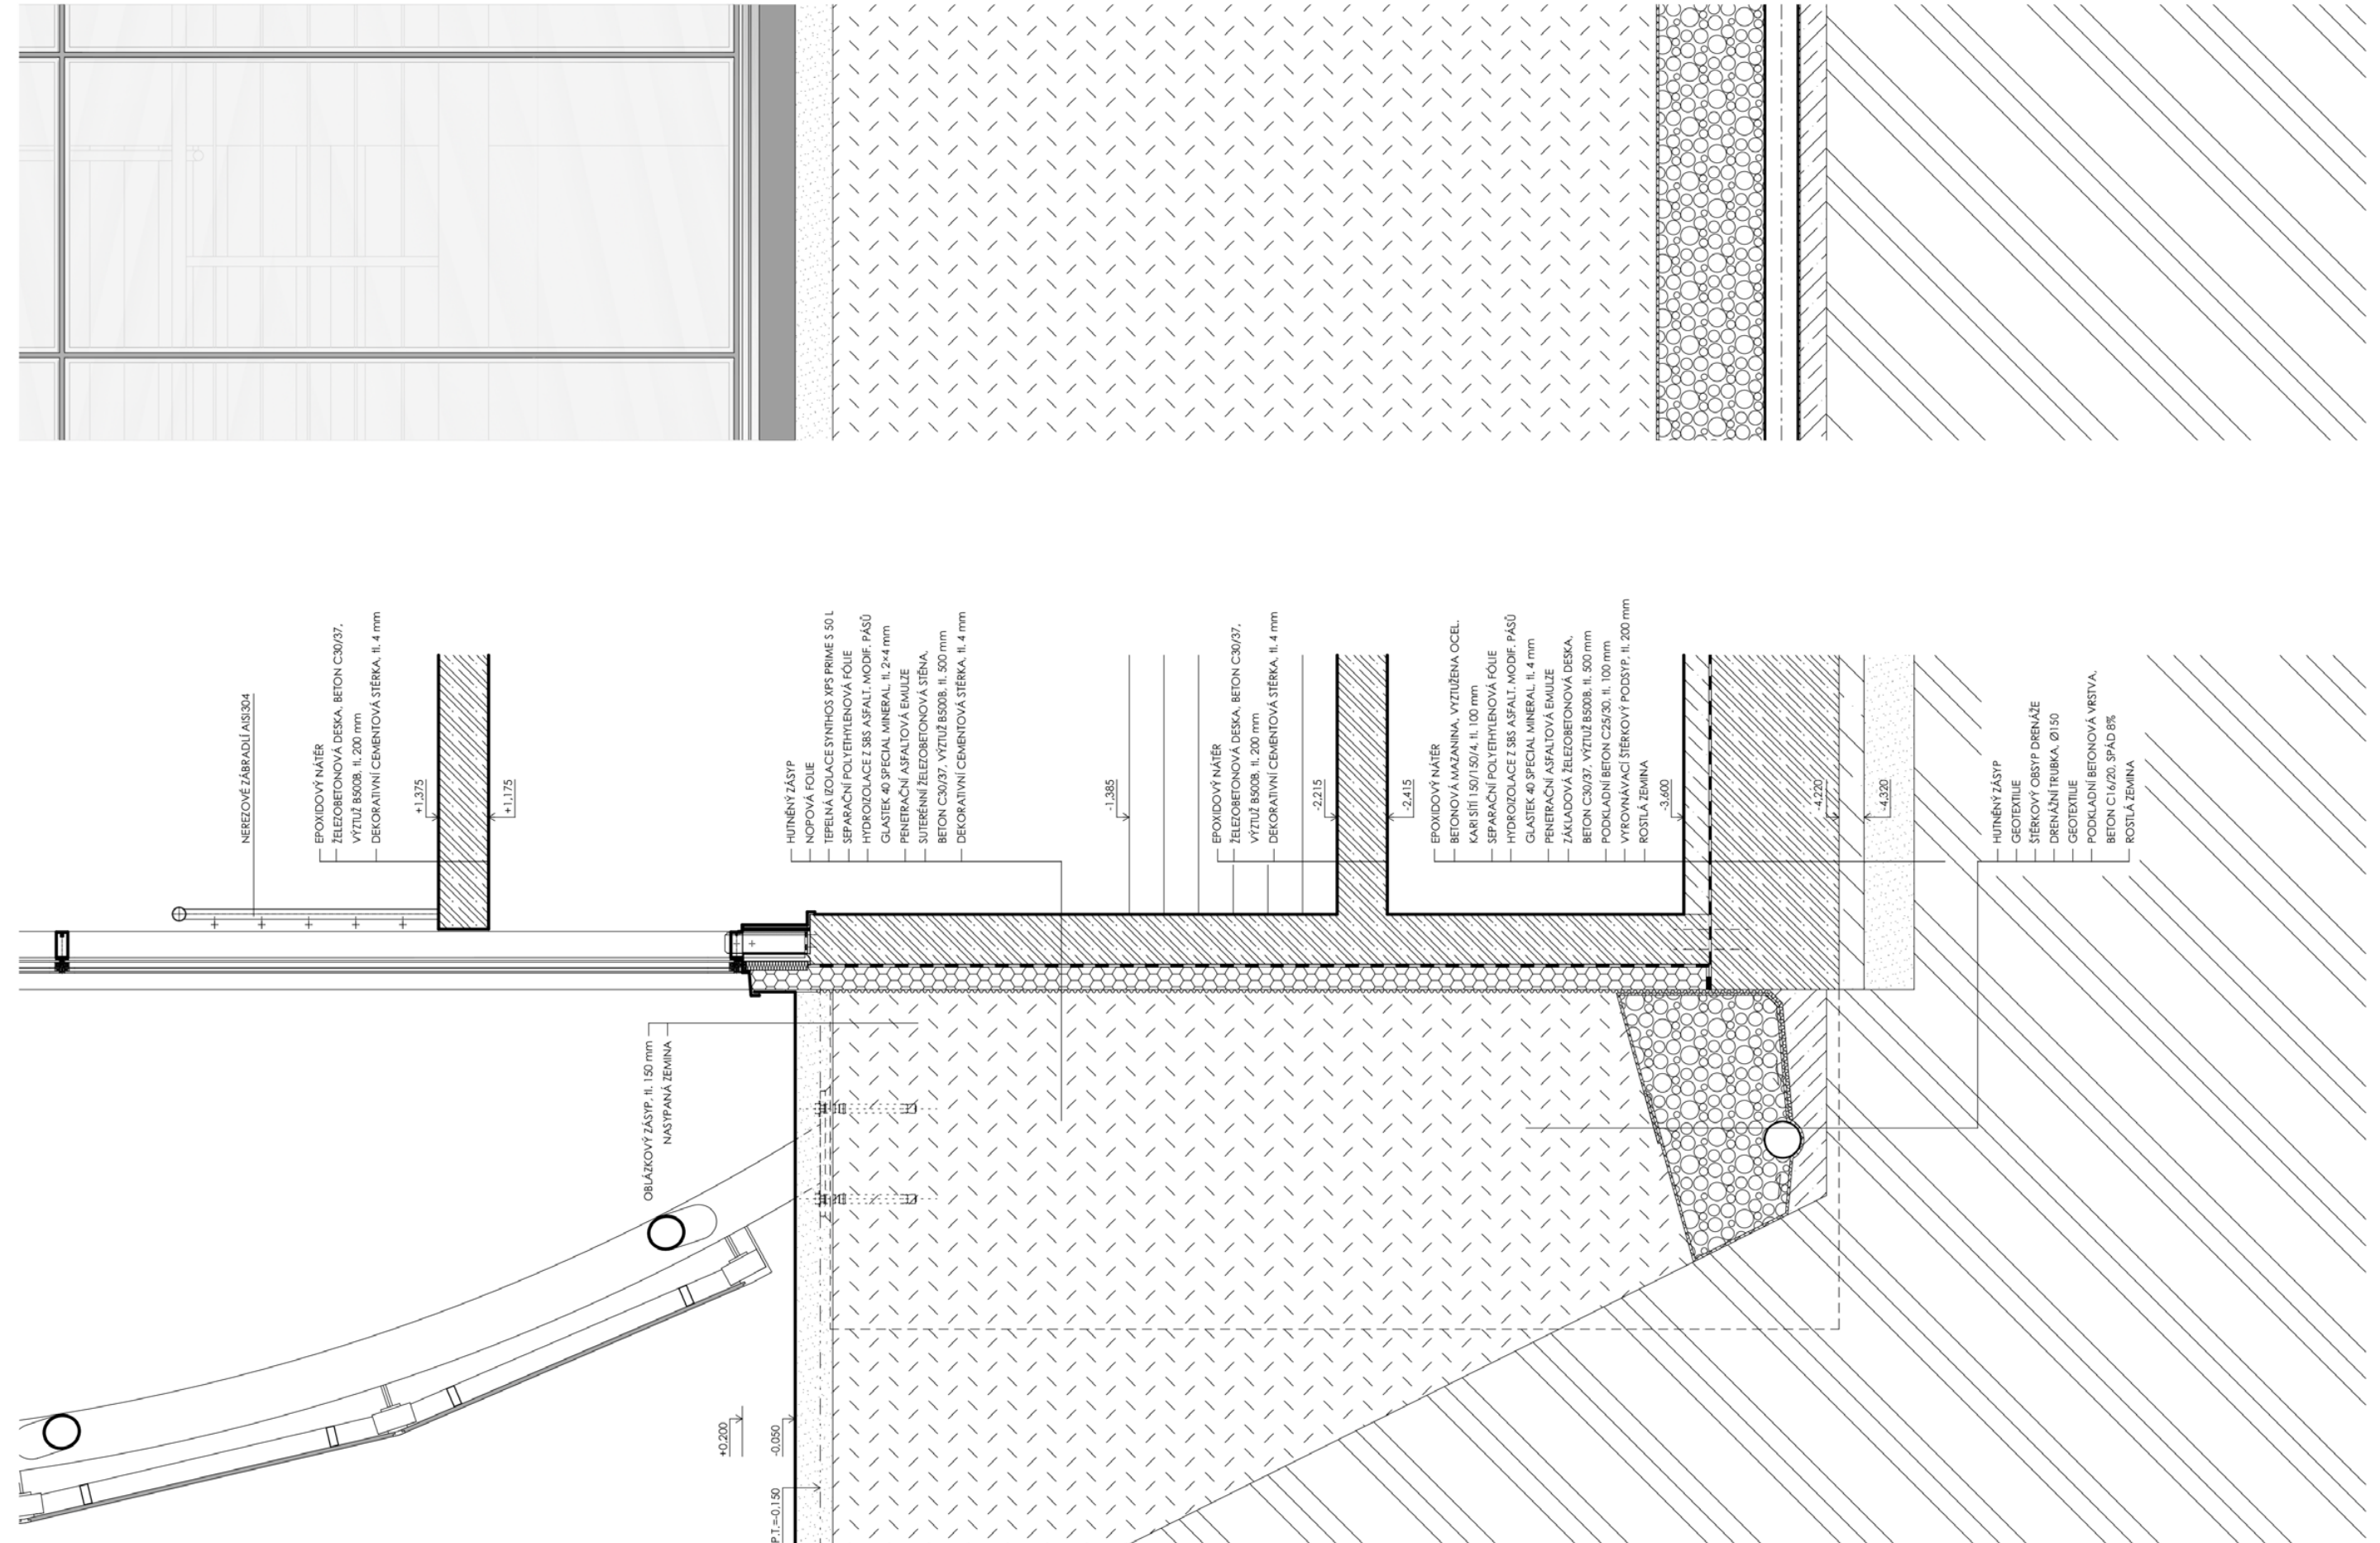 NEREZOVÉ ZÁBRADLÍ AISI304
EPOXIDOVÝ NÁTĚR
ŽELEZOBETONOVÁ DESKA, BETON C30/37,
VÝZTUŽ B500B, tl. 200 mm
DEKORATIVNÍ CEMENTOVÁ STĚRKA, tl. 4 mm
+1,375
+1,175
OBLÁZKOVÝ ZÁSYP, tl. 150 mm
NASYPANÁ ZEMINA
+0,200
-0,050
P.T.=-0,150
HUTNĚNÝ ZÁSYP
NOPOVÁ FOLIE
TEPELNÁ IZOLACE SYNTHOS XPS PRIME S 50 L
SEPARAČNÍ POLYETHYLENOVÁ FÓLIE
HYDROIZOLACE Z SBS ASFALT. MODIF. PÁSŮ
GLASTEK 40 SPECIAL MINERAL, tl. 2×4 mm
PENETRAČNÍ ASFALTOVÁ EMULZE
SUTERÉNNÍ ŽELEZOBETONOVÁ STĚNA,
BETON C30/37, VÝZTUŽ B500B, tl. 500 mm
DEKORATIVNÍ CEMENTOVÁ STĚRKA, tl. 4 mm
-1,385
EPOXIDOVÝ NÁTĚR
ŽELEZOBETONOVÁ DESKA, BETON C30/37,
VÝZTUŽ B500B, tl. 200 mm
DEKORATIVNÍ CEMENTOVÁ STĚRKA, tl. 4 mm
-2,215
-2,415
EPOXIDOVÝ NÁTĚR
BETONOVÁ MAZANINA, VYZTUŽENA OCEL.
KARI SÍTÍ 150/150/4, tl. 100 mm
SEPARAČNÍ POLYETHYLENOVÁ FÓLIE
HYDROIZOLACE Z SBS ASFALT. MODIF. PÁSŮ
GLASTEK 40 SPECIAL MINERAL, tl. 4 mm
PENETRAČNÍ ASFALTOVÁ EMULZE
ZÁKLADOVÁ ŽELEZOBETONOVÁ DESKA,
BETON C30/37, VÝZTUŽ B500B, tl. 500 mm
PODKLADNÍ BETON C25/30, tl. 100 mm
VYROVNÁVACÍ ŠTĚRKOVÝ PODSYP, tl. 200 mm
ROSTLÁ ZEMINA
-3,600
-4,220
-4,320
HUTNĚNÝ ZÁSYP
GEOTEXTILIE
ŠTĚRKOVÝ OBSYP DRENÁŽE
DRENÁŽNÍ TRUBKA, Ø150
GEOTEXTILIE
PODKLADNÍ BETONOVÁ VRSTVA,
BETON C16/20, SPÁD 8%
ROSTLÁ ZEMINA